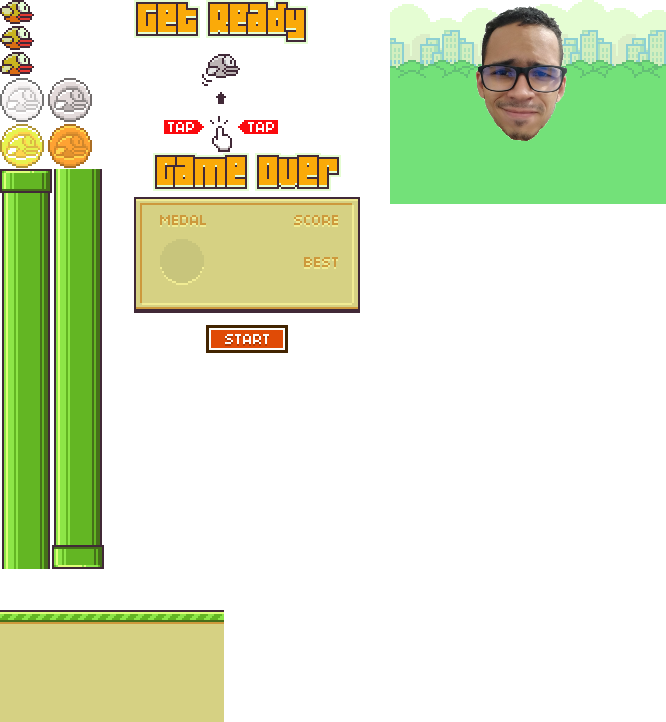 Get Ready
TAP TAP
Game Over
MEDAL SCORE
BEST
START